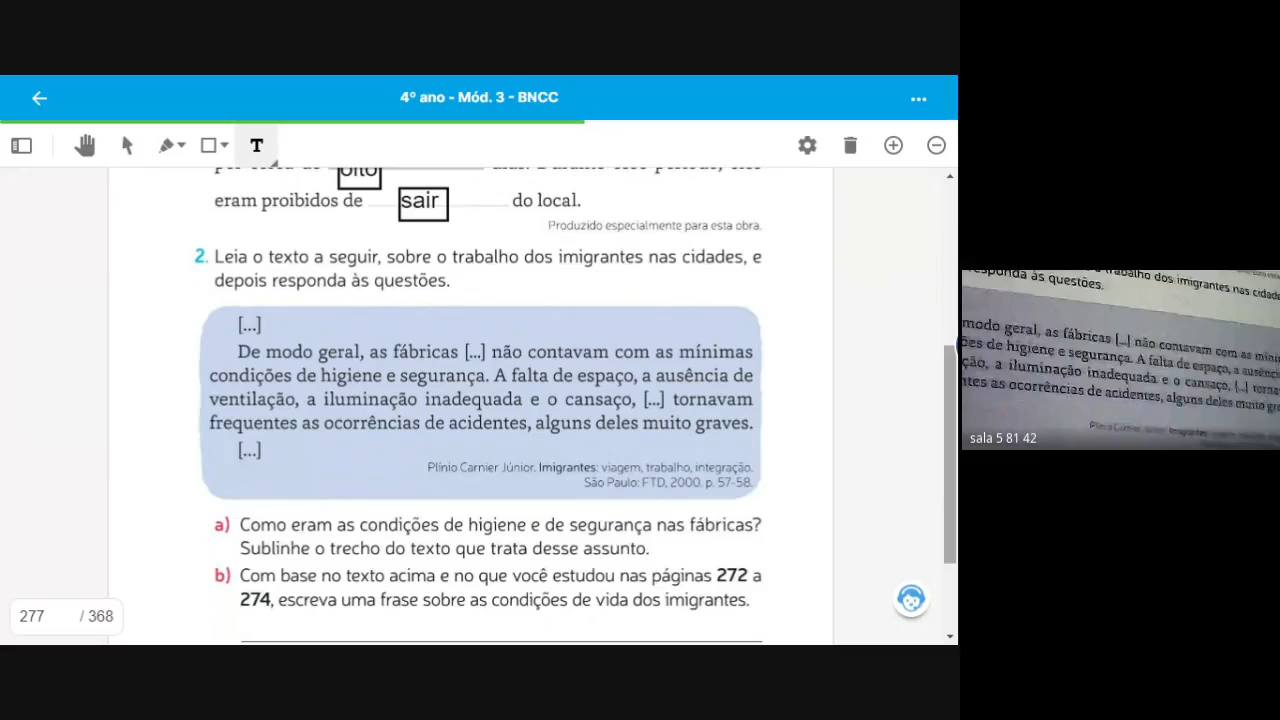 4º ano - Mód. 3 - BNCC
T
oito
eram proibidos de sair do local.
Produzido especialmente para esta obra.
2. Leia o texto a seguir, sobre o trabalho dos imigrantes nas cidades, e
depois responda às questões.
[...]
De modo geral, as fábricas [...] não contavam com as mínimas
condições de higiene e segurança. A falta de espaço, a ausência de
ventilação, a iluminação inadequada e o cansaço, [...] tornavam
frequentes as ocorrências de acidentes, alguns deles muito graves.
[...]
Plínio Carnier Júnior. Imigrantes: viagem, trabalho, integração.
São Paulo: FTD, 2000. p. 57-58.
a) Como eram as condições de higiene e de segurança nas fábricas?
Sublinhe o trecho do texto que trata desse assunto.
b) Com base no texto acima e no que você estudou nas páginas 272 a
274, escreva uma frase sobre as condições de vida dos imigrantes.
277 / 368
trabalho dos imigrantes nas cidad
esponda às questões.
modo geral, as fábricas [...] não contavam com as míni
ões de higiene e segurança. A falta de espaço, a ausênc
ção, a iluminação inadequada e o cansaço, [...] torna
ntes as ocorrências de acidentes, alguns deles muito gr
sala 5 81 42